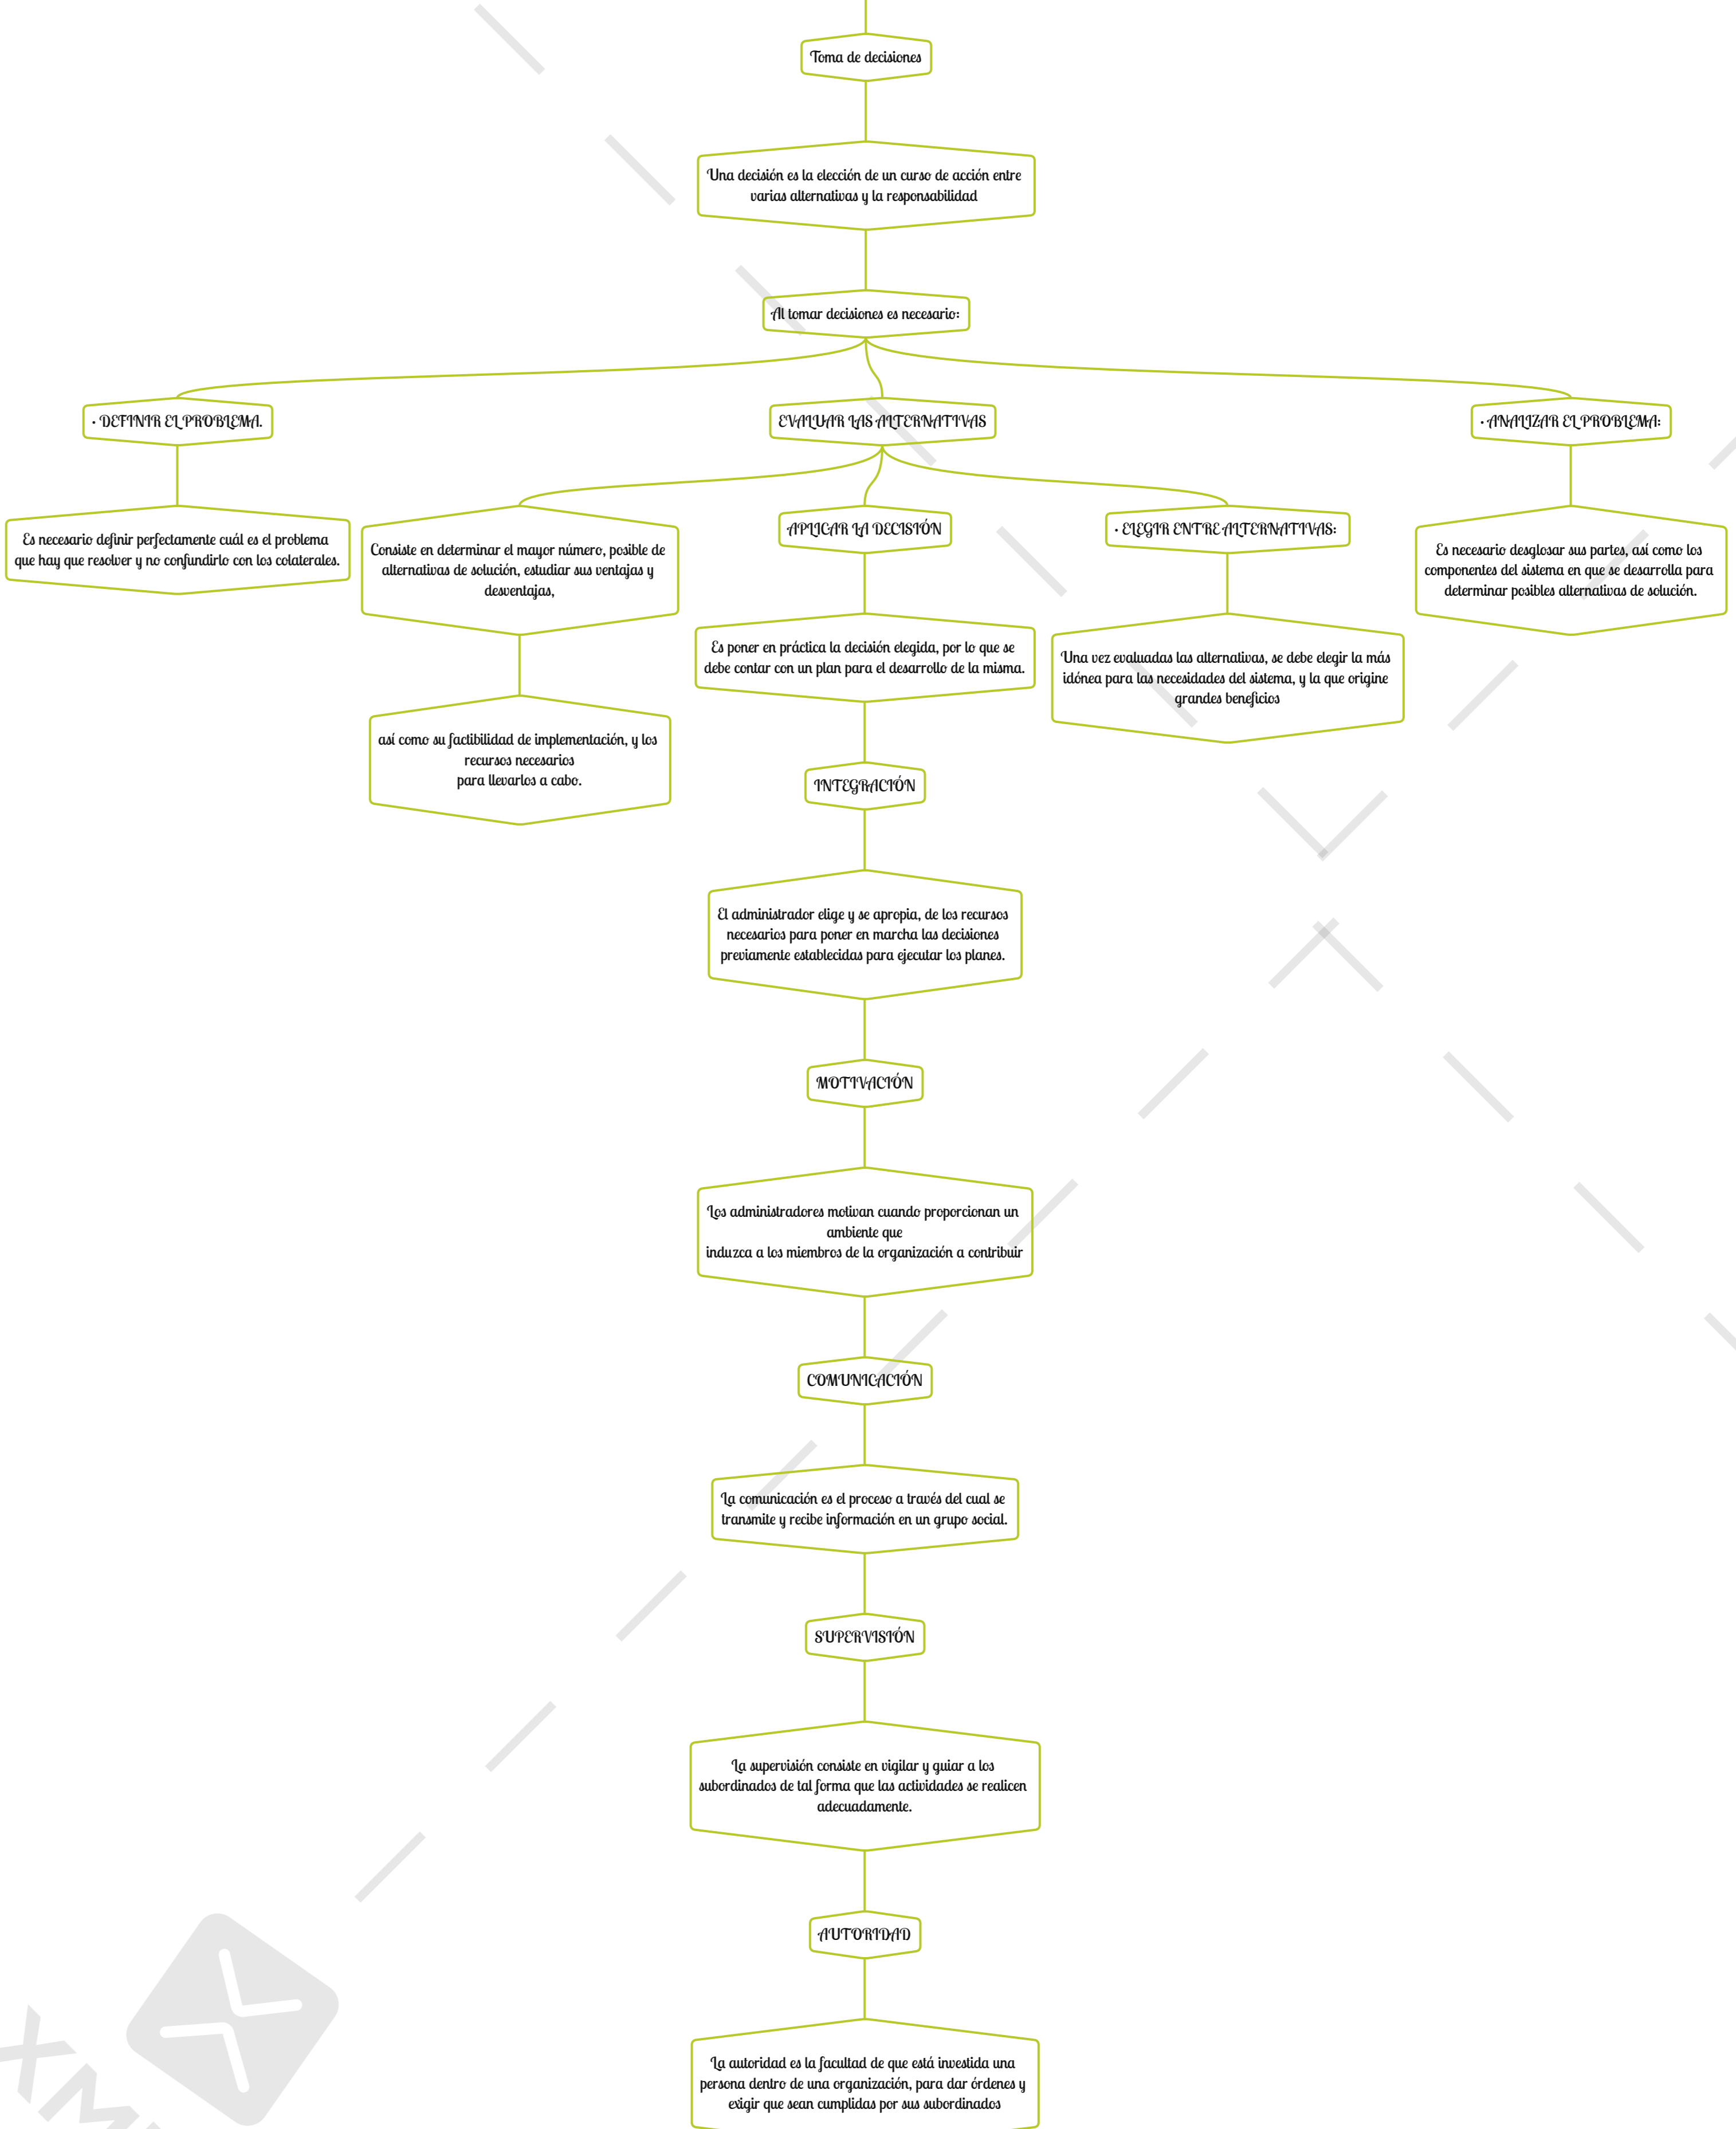 Toma de decisiones
Una decisión es la elección de un curso de acción entre
varias alternativas y la responsabilidad
Al tomar decisiones es necesario:
• DEFINIR EL PROBLEMA.
EVALUAR LAS ALTERNATIVAS
• ANALIZAR EL PROBLEMA:
Es necesario definir perfectamente cuál es el problema
que hay que resolver y no confundirlo con los colaterales.
Consiste en determinar el mayor número, posible de
alternativas de solución, estudiar sus ventajas y
desventajas,
así como su factibilidad de implementación, y los
recursos necesarios
para llevarlos a cabo.
APLICAR LA DECISIÓN
• ELEGIR ENTRE ALTERNATIVAS:
Es necesario desglosar sus partes, así como los
componentes del sistema en que se desarrolla para
determinar posibles alternativas de solución.
Es poner en práctica la decisión elegida, por lo que se
debe contar con un plan para el desarrollo de la misma.
Una vez evaluadas las alternativas, se debe elegir la más
idónea para las necesidades del sistema, y la que origine
grandes beneficios
INTEGRACIÓN
El administrador elige y se apropia, de los recursos
necesarios para poner en marcha las decisiones
previamente establecidas para ejecutar los planes.
MOTIVACIÓN
Los administradores motivan cuando proporcionan un
ambiente que
induzca a los miembros de la organización a contribuir
COMUNICACIÓN
La comunicación es el proceso a través del cual se
transmite y recibe información en un grupo social.
SUPERVISIÓN
La supervisión consiste en vigilar y guiar a los
subordinados de tal forma que las actividades se realicen
adecuadamente.
AUTORIDAD
La autoridad es la facultad de que está investida una
persona dentro de una organización, para dar órdenes y
exigir que sean cumplidas por sus subordinados
XM